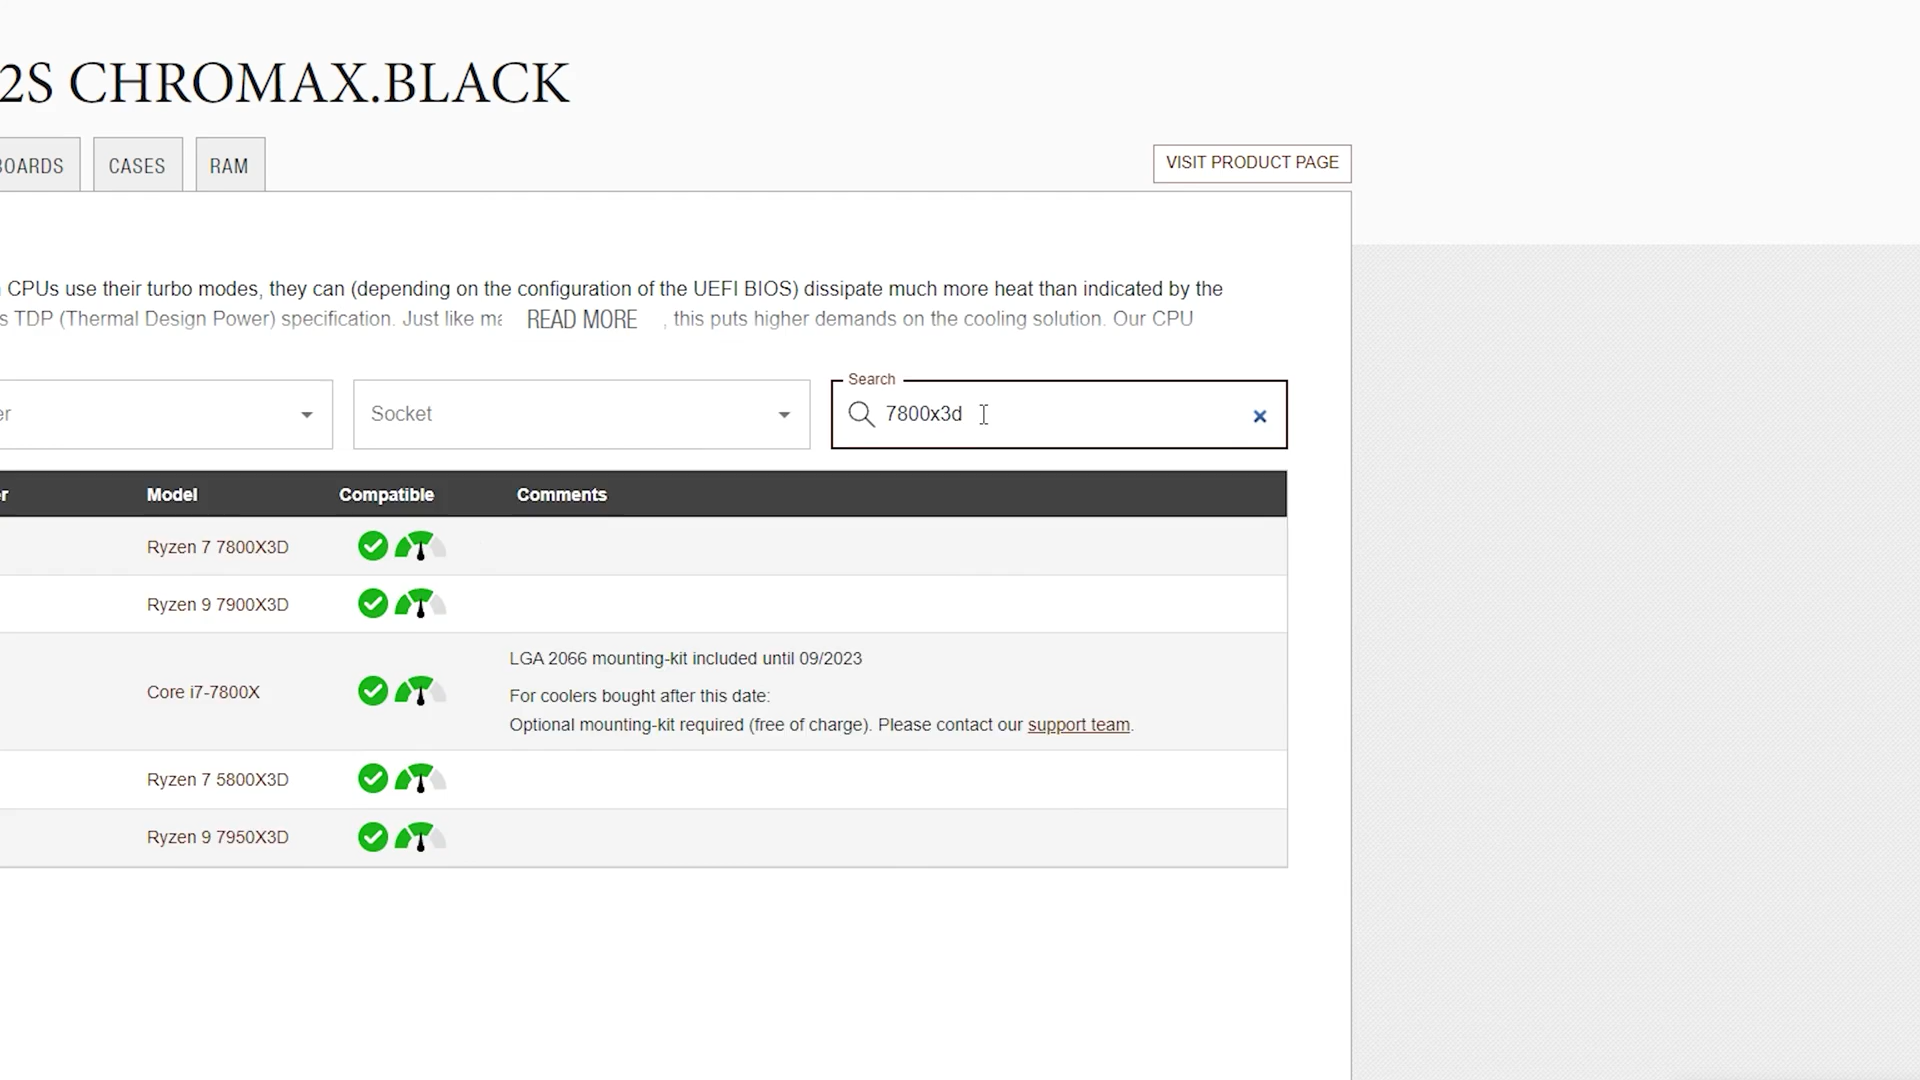 2S CHROMAX.BLACK
BOARDS
CASES
RAM
VISIT PRODUCT PAGE
CPUs use their turbo modes, they can (depending on the configuration of the UEFI BIOS) dissipate much more heat than indicated by the
s TDP (Thermal Design Power) specification. Just like ma READ MORE , this puts higher demands on the cooling solution. Our CPU
er
Socket
Search
7800x3d
r Model Compatible Comments
Ryzen 7 7800X3D
Ryzen 9 7900X3D
LGA 2066 mounting-kit included until 09/2023
Core i7-7800X
For coolers bought after this date:
Optional mounting-kit required (free of charge). Please contact our support team.
Ryzen 7 5800X3D
Ryzen 9 7950X3D